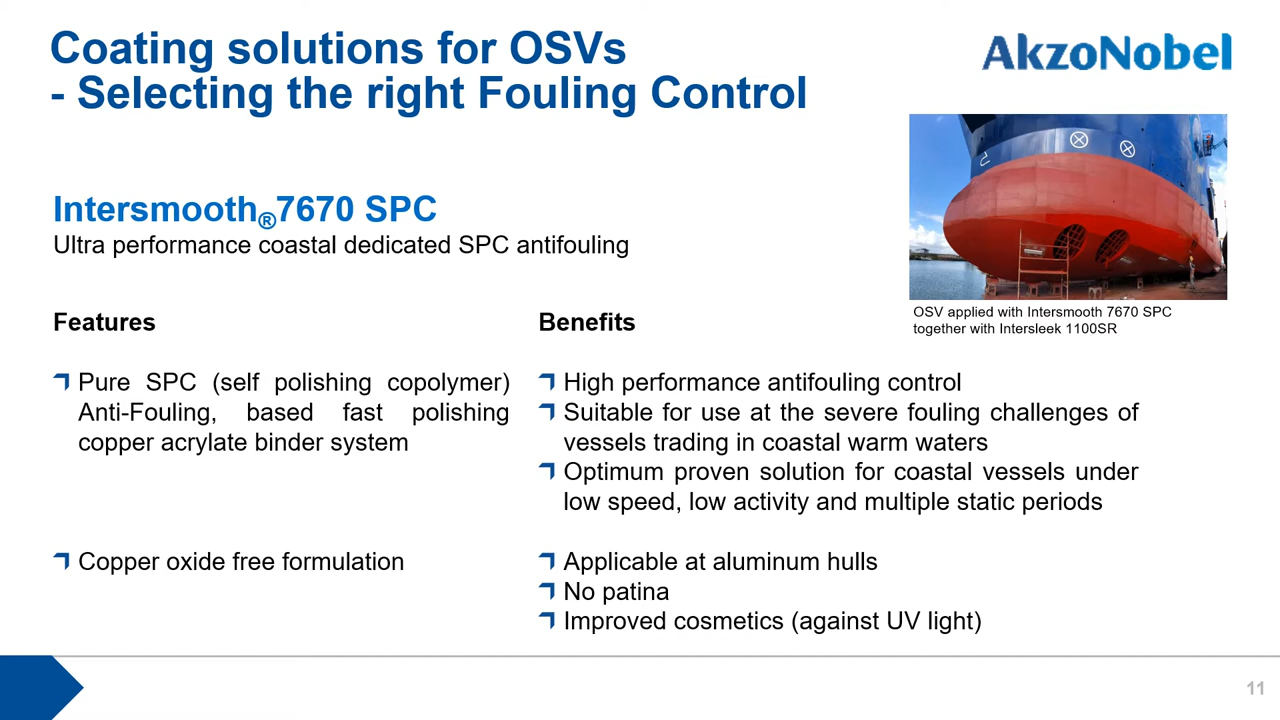 Coating solutions for OSVs
- Selecting the right Fouling Control
AkzoNobel
Intersmooth®7670 SPC
Ultra performance coastal dedicated SPC antifouling
OSV applied with Intersmooth 7670 SPC
together with Intersleek 1100SR
Features
Pure SPC (self polishing copolymer)
Anti-Fouling, based fast polishing
copper acrylate binder system
Copper oxide free formulation
Benefits
High performance antifouling control
Suitable for use at the severe fouling challenges of
vessels trading in coastal warm waters
Optimum proven solution for coastal vessels under
low speed, low activity and multiple static periods
Applicable at aluminum hulls
No patina
Improved cosmetics (against UV light)
11